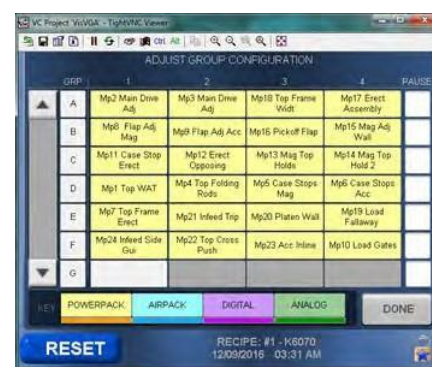 VC Project 'VisVGA' - TightVNC Viewer
Ctrl Alt
ADJUST GROUP CONFIGURATION
GRP 1 2 3 4 PAUSE
A Mp2 Main Drive Adj Mp3 Main Drive Adj Mp18 Top Frame Widt Mp17 Erect Assembly
B Mp8 Flap Adj Mag Mp9 Flap Adj Acc Mp16 Pickoff Flap Mp15 Mag Adj Wall
C Mp11 Case Stop Erect Mp12 Erect Opposing Mp13 Mag Top Holds Mp14 Mag Top Hold 2
D Mp1 Top WAT Mp4 Top Folding Rods Mp5 Case Stops Mag Mp6 Case Stops Acc
E Mp7 Top Frame Erect Mp21 Infeed Trip Mp20 Platen Wall Mp19 Load Fallaway
F Mp24 Infeed Side Gui Mp22 Top Cross Push Mp23 Acc Inline Mp10 Load Gates
G
KEY POWERPACK AIRPACK DIGITAL ANALOG DONE
RESET
RECIPE: #1 - K6070
12/09/2016 - 03:31 AM